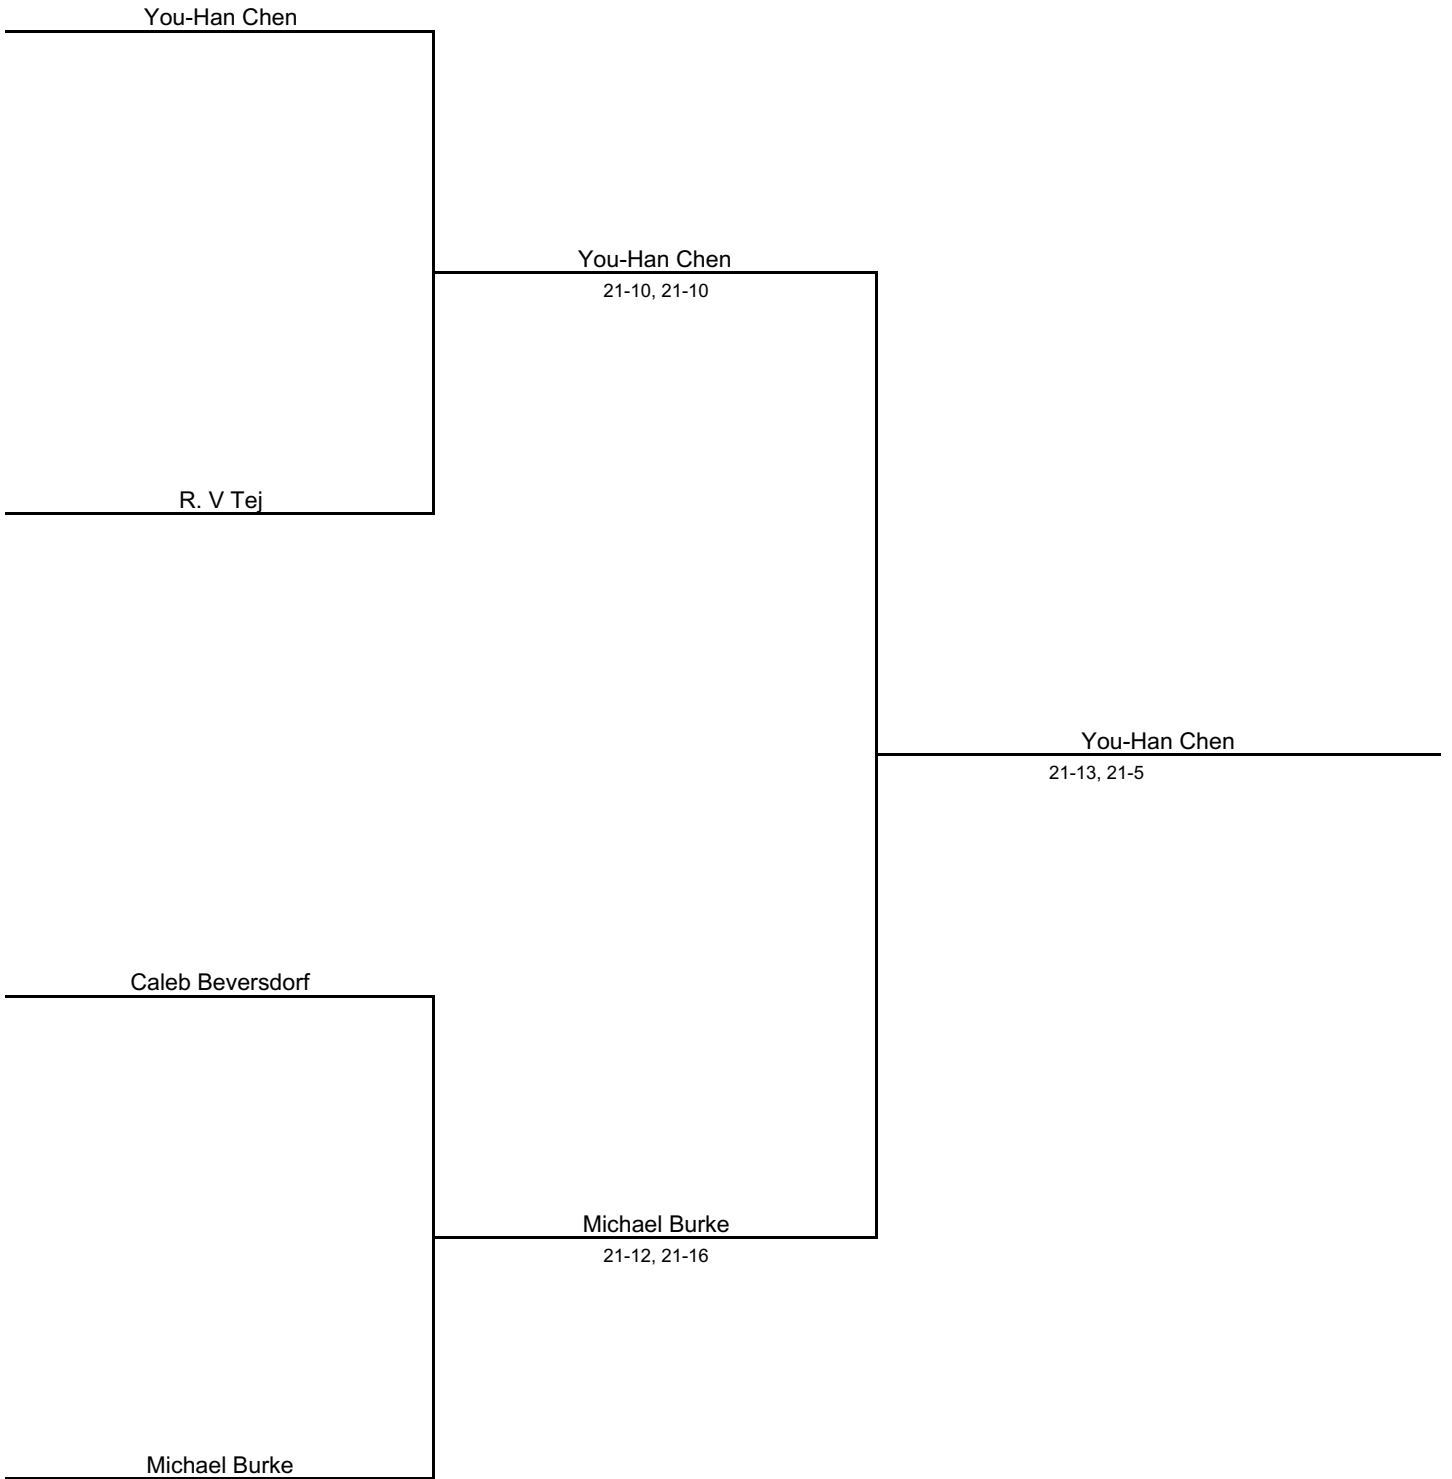 You-Han Chen
You-Han Chen
21-10, 21-10
R. V Tej
You-Han Chen
21-13, 21-5
Caleb Beversdorf
Michael Burke
21-12, 21-16
Michael Burke